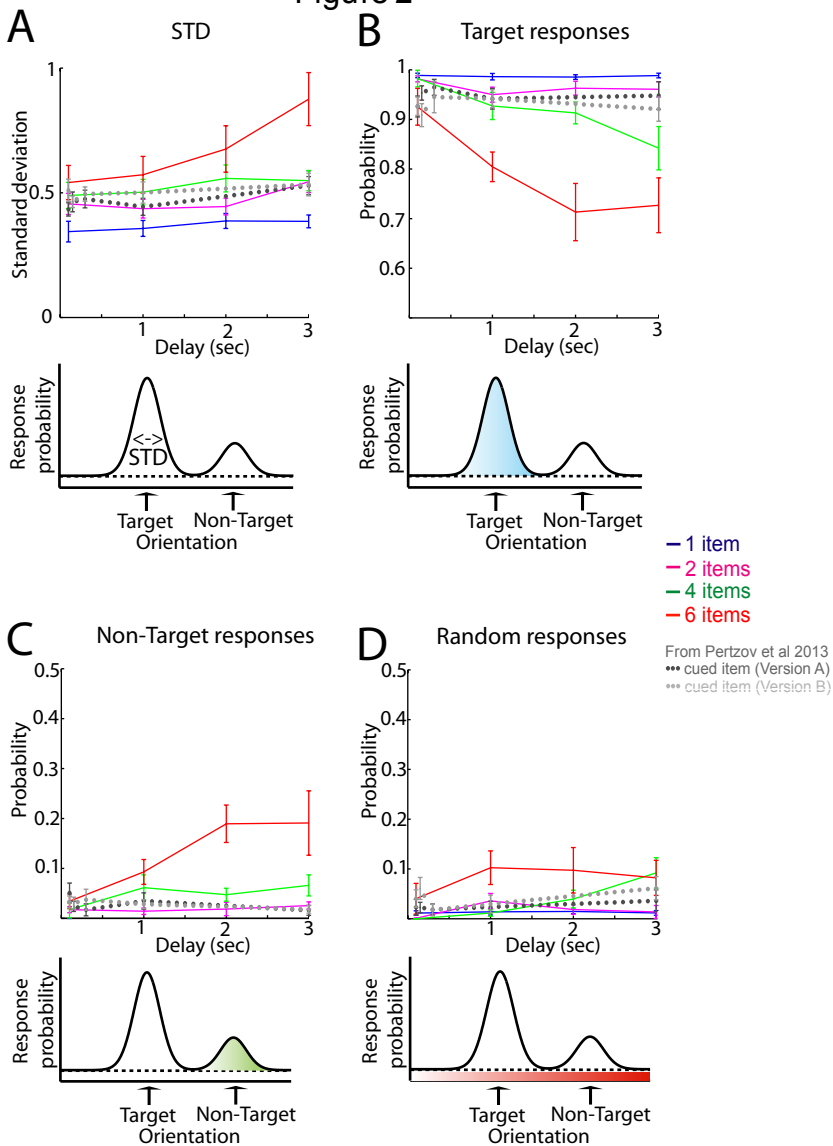 Figure 2
A
STD
Standard deviation
1
0.5
0
1
2
3
Delay (sec)
Response
probability
<->
STD
Target
Non-Target
Orientation
B
Target responses
Probability
1
0.9
0.8
0.7
0.6
1
2
3
Delay (sec)
Response
probability
Target
Non-Target
Orientation
1 item
2 items
4 items
6 items
From Pertzov et al 2013
cued item (Version A)
cued item (Version B)
C
Non-Target responses
Probability
0.5
0.4
0.3
0.2
0.1
1
2
3
Delay (sec)
Response
probability
Target
Non-Target
Orientation
D
Random responses
Probability
0.5
0.4
0.3
0.2
0.1
1
2
3
Delay (sec)
Response
probability
Target
Non-Target
Orientation